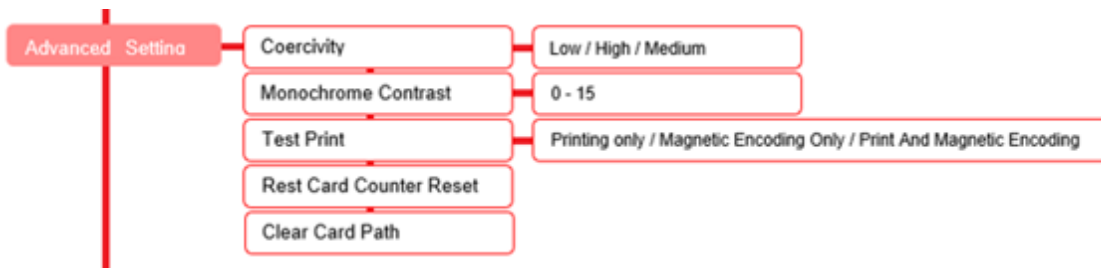 Advanced Setting
Coercivity
Low / High / Medium
Monochrome Contrast
0 - 15
Test Print
Printing only / Magnetic Encoding Only / Print And Magnetic Encoding
Rest Card Counter Reset
Clear Card Path